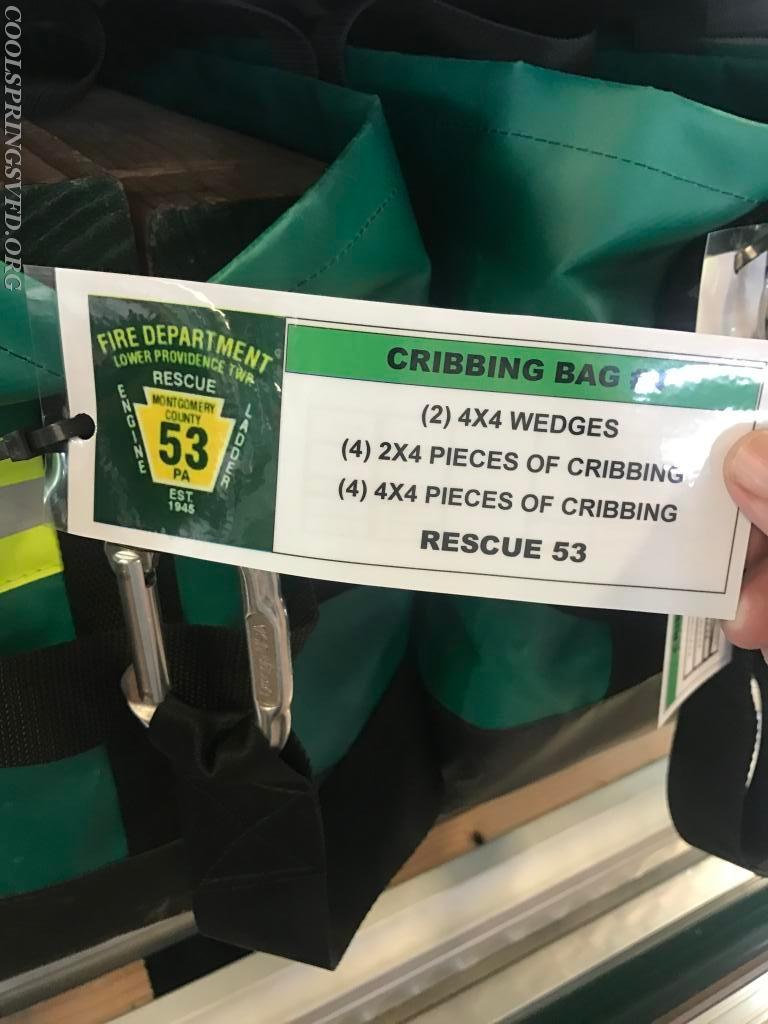 COOLSPRINGSVFD.ORG
FIRE DEPARTMENT
LOWER PROVIDENCE TWP.
RESCUE
ENGINE
LADDER
MONTGOMERY
COUNTY
53
PA
EST.
1945
CRIBBING BAG
(2) 4X4 WEDGES
(4) 2X4 PIECES OF CRIBBING
(4) 4X4 PIECES OF CRIBBING
RESCUE 53